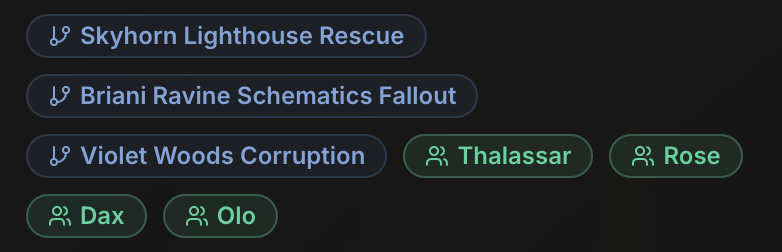 Skyhorn Lighthouse Rescue
Briani Ravine Schematics Fallout
Violet Woods Corruption Thalassar Rose
Dax Olo